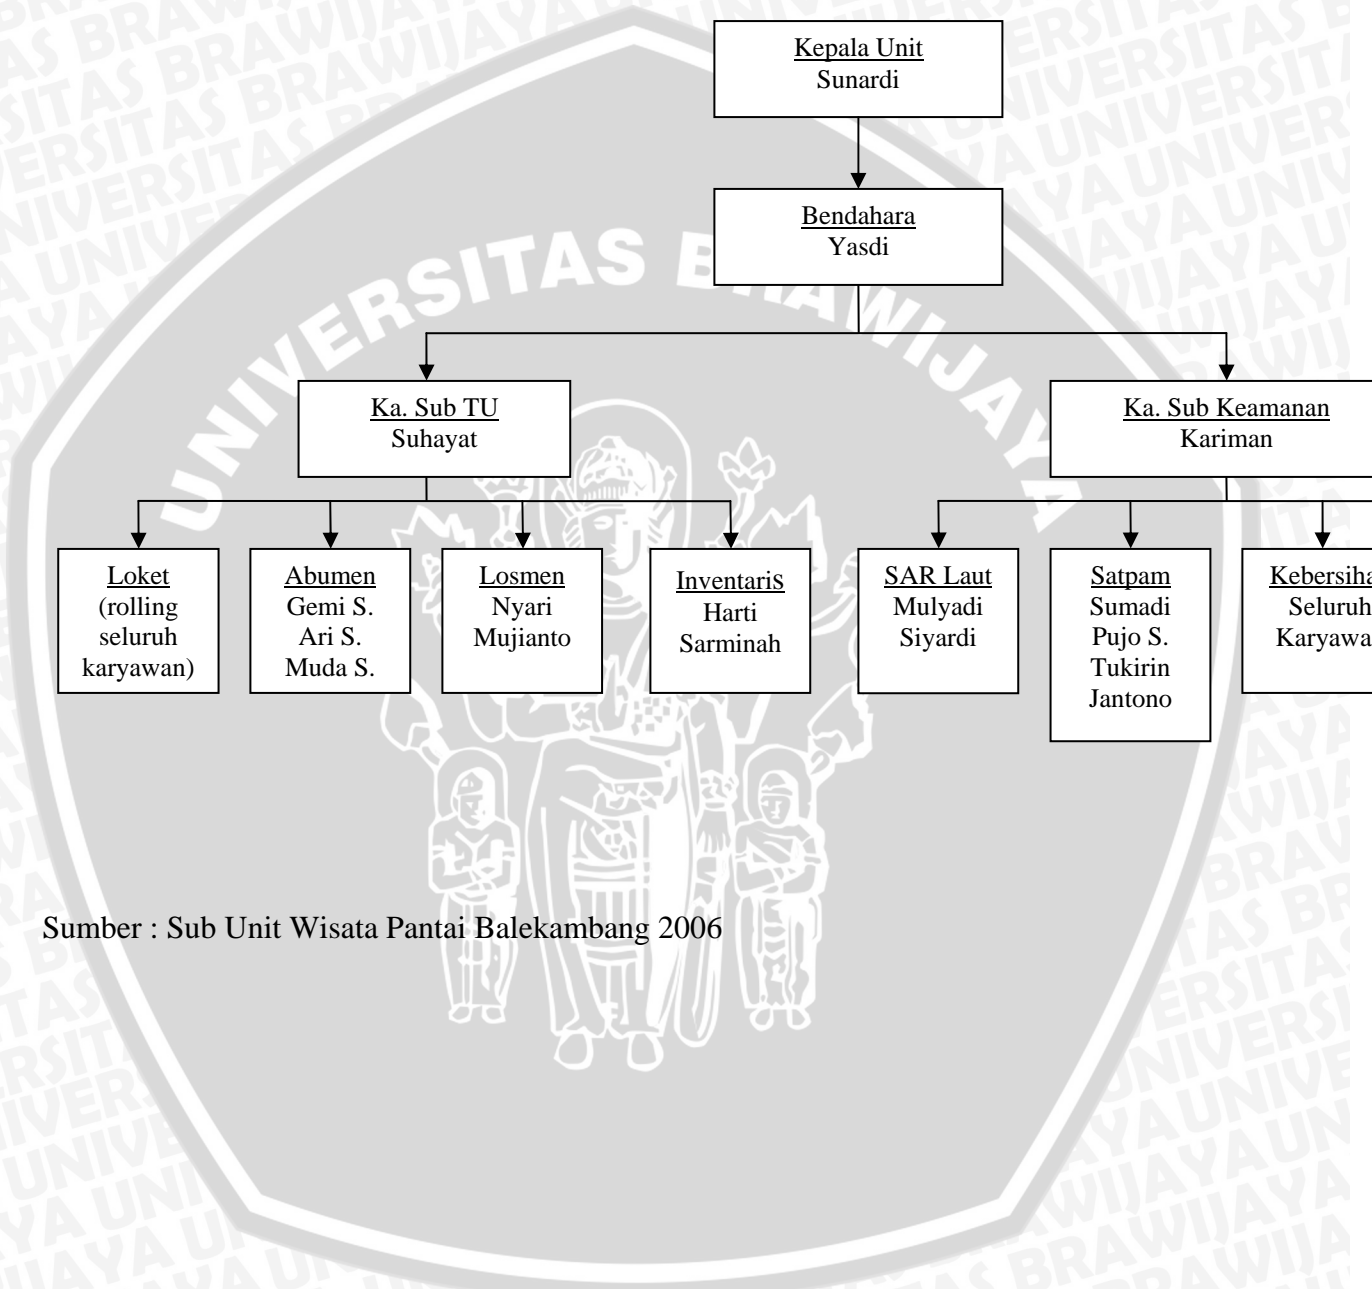 Kepala Unit
Sunardi
Bendahara
Yasdi
Ka. Sub TU
Suhayat
Ka. Sub Keamanan
Kariman
Loket
(rolling
seluruh
karyawan)
Abumen
Gemi S.
Ari S.
Muda S.
Losmen
Nyari
Mujianto
Inventaris
Harti
Sarminah
SAR Laut
Mulyadi
Siyardi
Satpam
Sumadi
Pujo S.
Tukirin
Jantono
Seluruh
Sumber : Sub Unit Wisata Pantai Balekambang 2006
UNIVERSITAS BRAWIJAYA